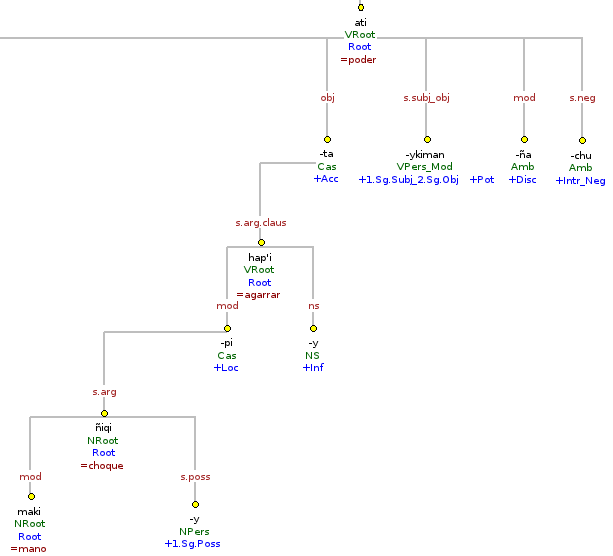 ati
VRoot
Root
=poder
obj
s.subj_obj
mod
s.neg
-ta
Cas
+Acc
-ykiman
VPers_Mod
+1.Sg.Subj_2.Sg.Obj +Pot
-ña
Amb
+Disc
-chu
Amb
+Intr_Neg
s.arg.claus
hap'i
VRoot
Root
=agarrar
mod
ns
-pi
Cas
+Loc
-y
NS
+Inf
s.arg
ñiqi
NRoot
Root
=choque
mod
s.poss
maki
NRoot
Root
=mano
-y
NPers
+1.Sg.Poss